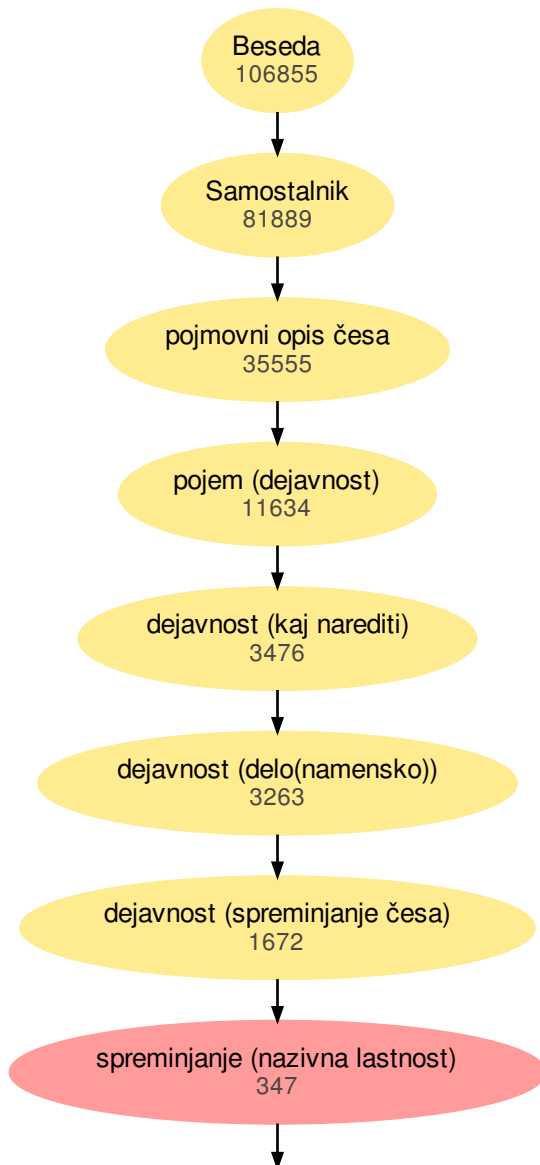 Beseda
106855
Samostalnik
81889
pojmovni opis česa
35555
pojem (dejavnost)
11634
dejavnost (kaj narediti)
3476
dejavnost (delo(namensko))
3263
dejavnost (spreminjanje česa)
1672
spreminjanje (nazivna lastnost)
347